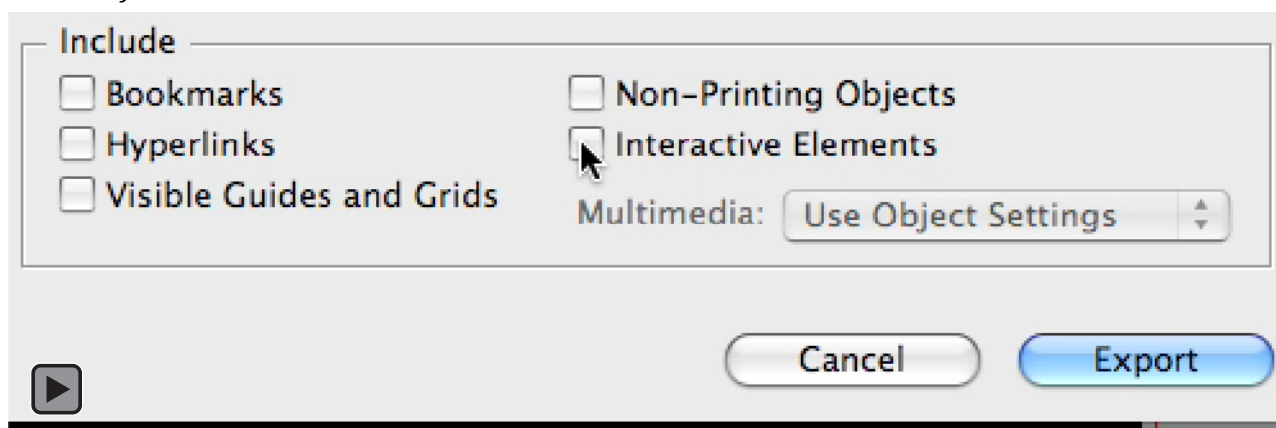 Include
Bookmarks
Non-Printing Objects
Hyperlinks
Interactive Elements
Visible Guides and Grids
Multimedia: Use Object Settings
Cancel
Export